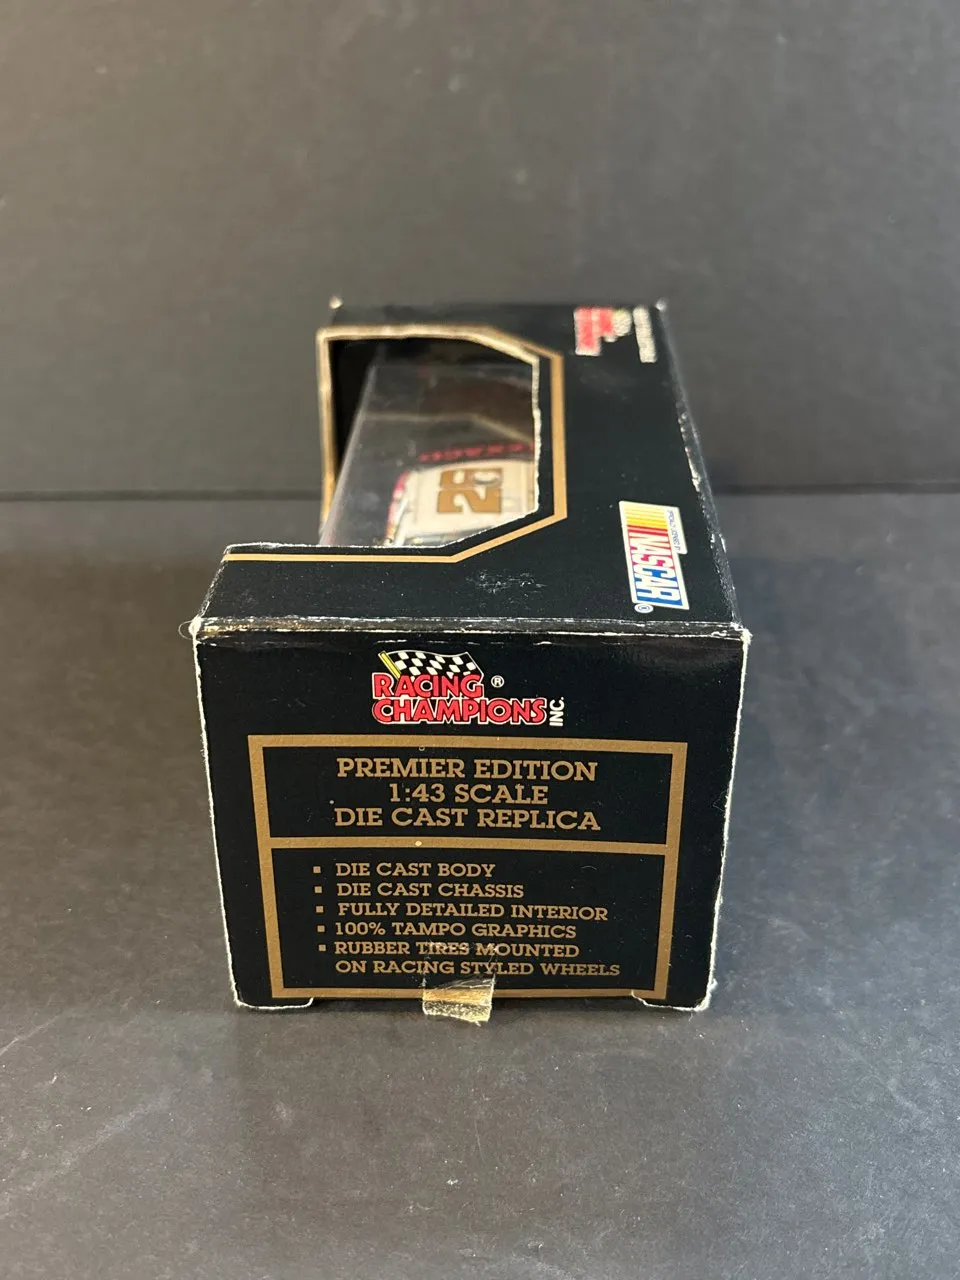 25
NASCAR
®
RACING ®
CHAMPIONS INC.
PREMIER EDITION
1:43 SCALE
DIE CAST REPLICA
▪ DIE CAST BODY
▪ DIE CAST CHASSIS
▪ FULLY DETAILED INTERIOR
▪ 100% TAMPO GRAPHICS
▪ RUBBER TIRES MOUNTED
ON RACING STYLED WHEELS